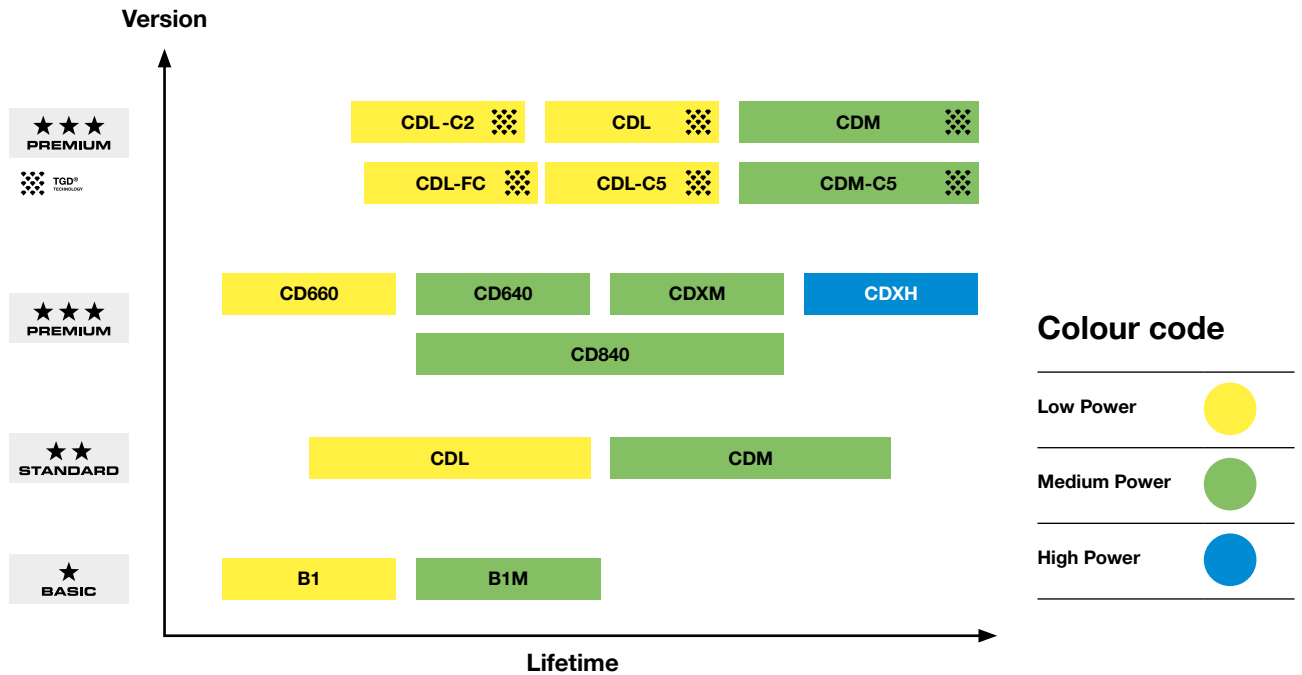 Version
★★★
PREMIUM
TGD®
TECHNOLOGY
CDL-C2
CDL
CDM
CDL-FC
CDL-C5
CDM-C5
★★★
PREMIUM
CD660
CD640
CDXM
CDXH
CD840
★★
STANDARD
CDL
CDM
★
BASIC
B1
B1M
Lifetime
Colour code
Low Power
Medium Power
High Power